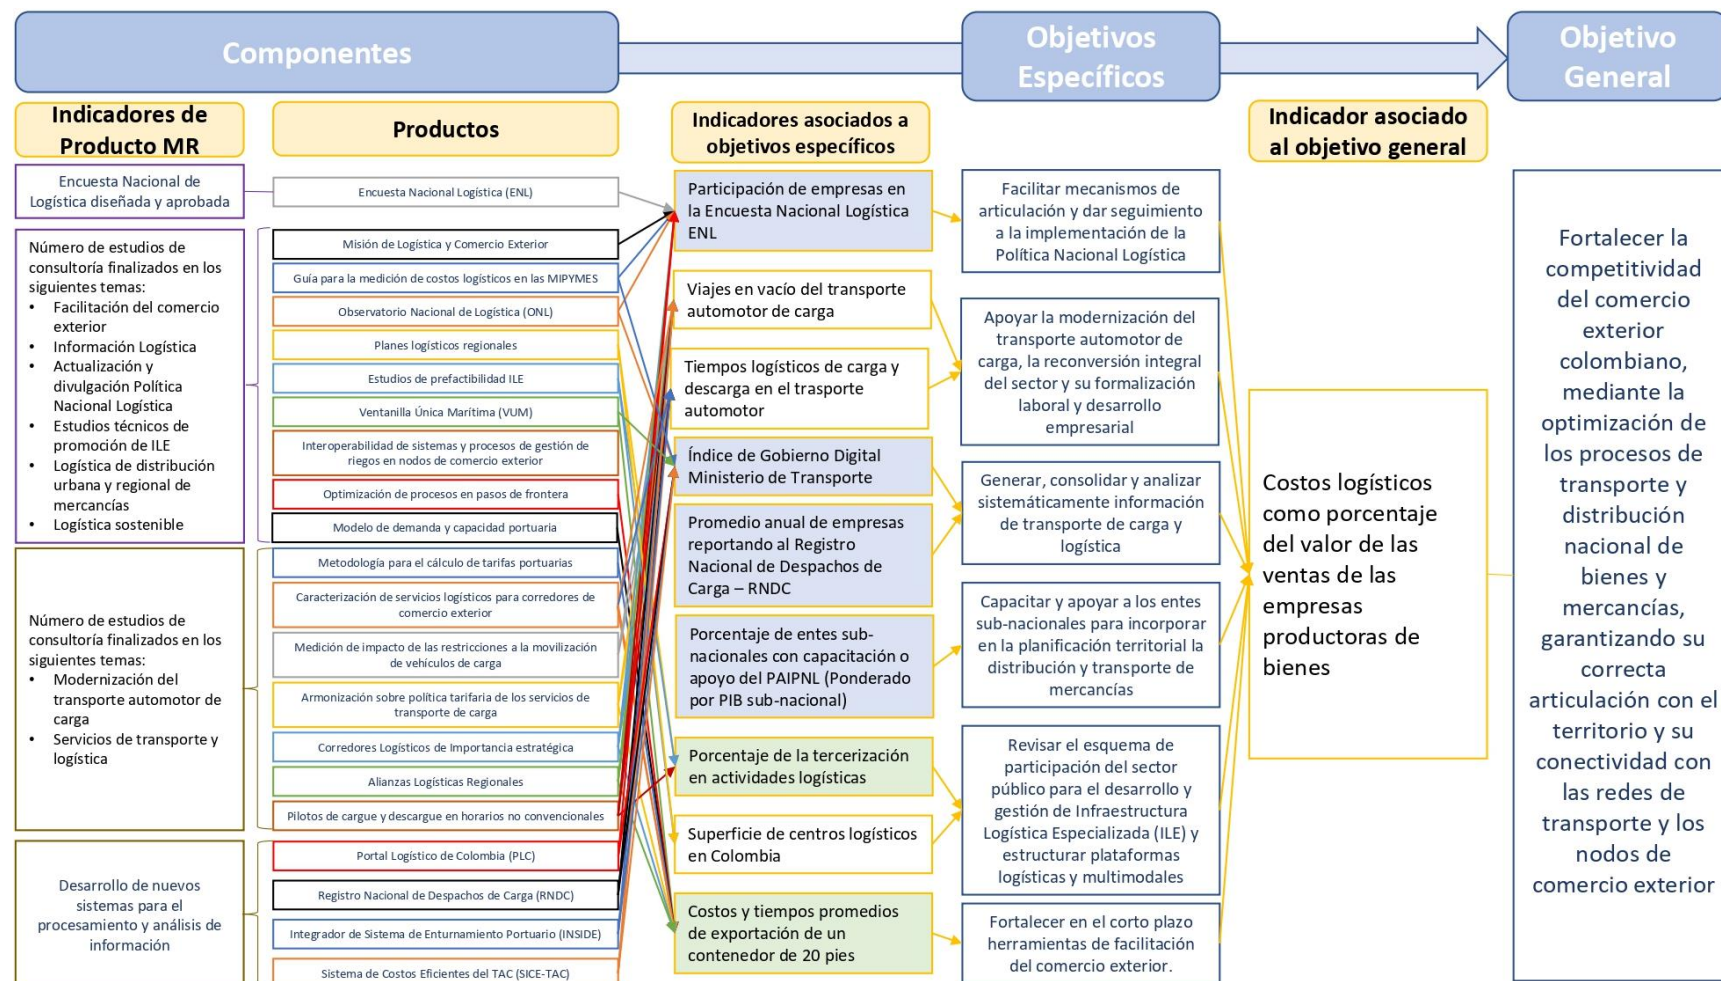 Componentes
Objetivos
Específicos
Objetivo
General
Indicadores de
Producto MR
Productos
Indicadores asociados a
objetivos específicos
Indicador asociado
al objetivo general
Encuesta Nacional de
Logística diseñada y aprobada
Número de estudios de
consultoría finalizados en los
siguientes temas:
• Facilitación del comercio
exterior
• Información Logística
• Actualización y
divulgación Política
Nacional Logística
• Estudios técnicos de
promoción de ILE
• Logística de distribución
urbana y regional de
mercancías
• Logística sostenible
Número de estudios de
consultoría finalizados en los
siguientes temas:
• Modernización del
transporte automotor de
carga
• Servicios de transporte y
logística
Desarrollo de nuevos
sistemas para el
procesamiento y análisis de
información
Encuesta Nacional Logística (ENL)
Misión de Logística y Comercio Exterior
Guía para la medición de costos logísticos en las MIPYMES
Observatorio Nacional de Logística (ONL)
Planes logísticos regionales
Estudios de prefactibilidad ILE
Ventanilla Única Marítima (VUM)
Interoperabilidad de sistemas y procesos de gestión de
riegos en nodos de comercio exterior
Optimización de procesos en pasos de frontera
Modelo de demanda y capacidad portuaria
Metodología para el cálculo de tarifas portuarias
Caracterización de servicios logísticos para corredores de
comercio exterior
Medición de impacto de las restricciones a la movilización
de vehículos de carga
Armonización sobre política tarifaria de los servicios de
transporte de carga
Corredores Logísticos de Importancia estratégica
Alianzas Logísticas Regionales
Pilotos de cargue y descargue en horarios no convencionales
Portal Logístico de Colombia (PLC)
Registro Nacional de Despachos de Carga (RNDC)
Integrador de Sistema de Enturnamiento Portuario (INSIDE)
Sistema de Costos Eficientes del TAC (SICE-TAC)
Participación de empresas en
la Encuesta Nacional Logística
ENL
Viajes en vacío del transporte
automotor de carga
Tiempos logísticos de carga y
descarga en el trasporte
automotor
Índice de Gobierno Digital
Ministerio de Transporte
Promedio anual de empresas
reportando al Registro
Nacional de Despachos de
Carga – RNDC
Porcentaje de entes sub-
nacionales con capacitación o
apoyo del PAIPNL (Ponderado
por PIB sub-nacional)
Porcentaje de la tercerización
en actividades logísticas
Superficie de centros logísticos
en Colombia
Costos y tiempos promedios
de exportación de un
contenedor de 20 pies
Facilitar mecanismos de
articulación y dar seguimiento
a la implementación de la
Política Nacional Logística
Apoyar la modernización del
transporte automotor de
carga, la reconversión integral
del sector y su formalización
laboral y desarrollo
empresarial
Generar, consolidar y analizar
sistemáticamente información
de transporte de carga y
logística
Capacitar y apoyar a los entes
sub-nacionales para incorporar
en la planificación territorial la
distribución y transporte de
mercancías
Revisar el esquema de
participación del sector
público para el desarrollo y
gestión de Infraestructura
Logística Especializada (ILE) y
estructurar plataformas
logísticas y multimodales
Fortalecer en el corto plazo
herramientas de facilitación
del comercio exterior.
Costos logísticos
como porcentaje
del valor de las
ventas de las
empresas
productoras de
bienes
Fortalecer la
competitividad
del comercio
exterior
colombiano,
mediante la
optimización de
los procesos de
transporte y
distribución
nacional de
bienes y
mercancías,
garantizando su
correcta
articulación con el
territorio y su
conectividad con
las redes de
transporte y los
nodos de
comercio exterior